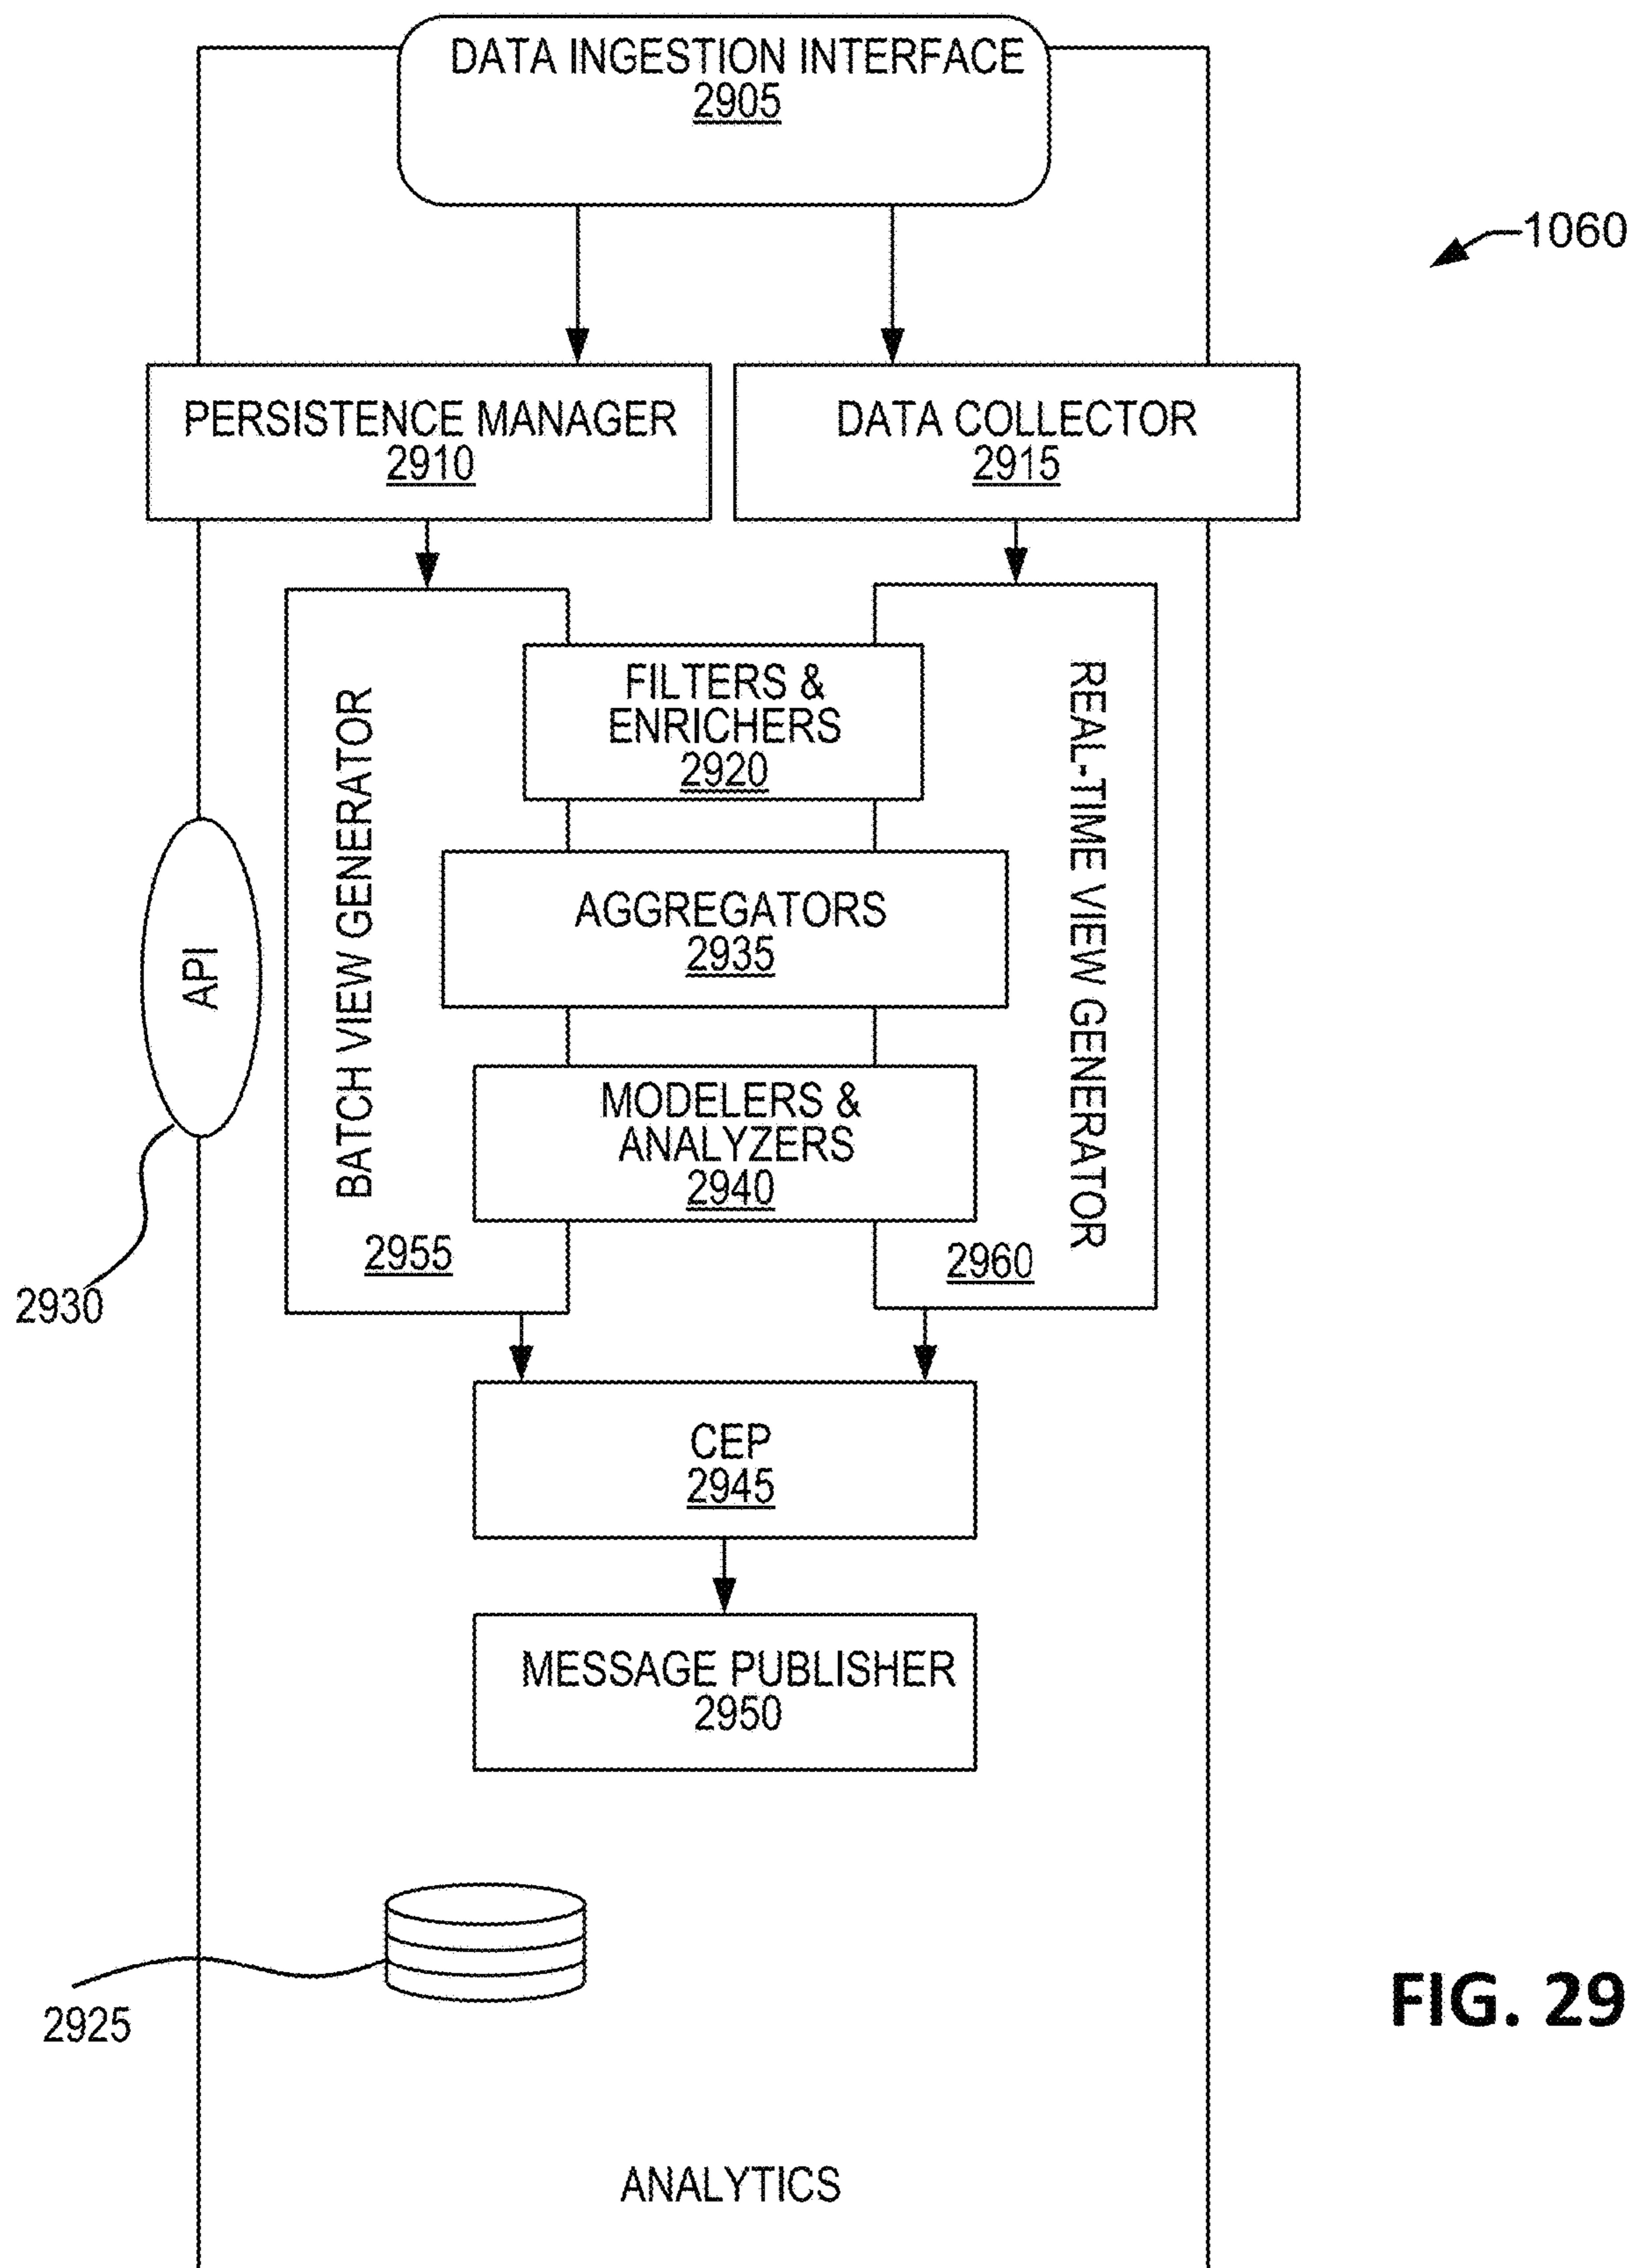 DATA INGESTION INTERFACE
2905
1060
PERSISTENCE MANAGER
2910
DATA COLLECTOR
2915
BATCH VIEW GENERATOR
2955
FILTERS &
ENRICHERS
2920
AGGREGATORS
2935
MODELERS &
ANALYZERS
2940
REAL-TIME VIEW GENERATOR
2960
API
2930
CEP
2945
MESSAGE PUBLISHER
2950
2925
FIG. 29
ANALYTICS